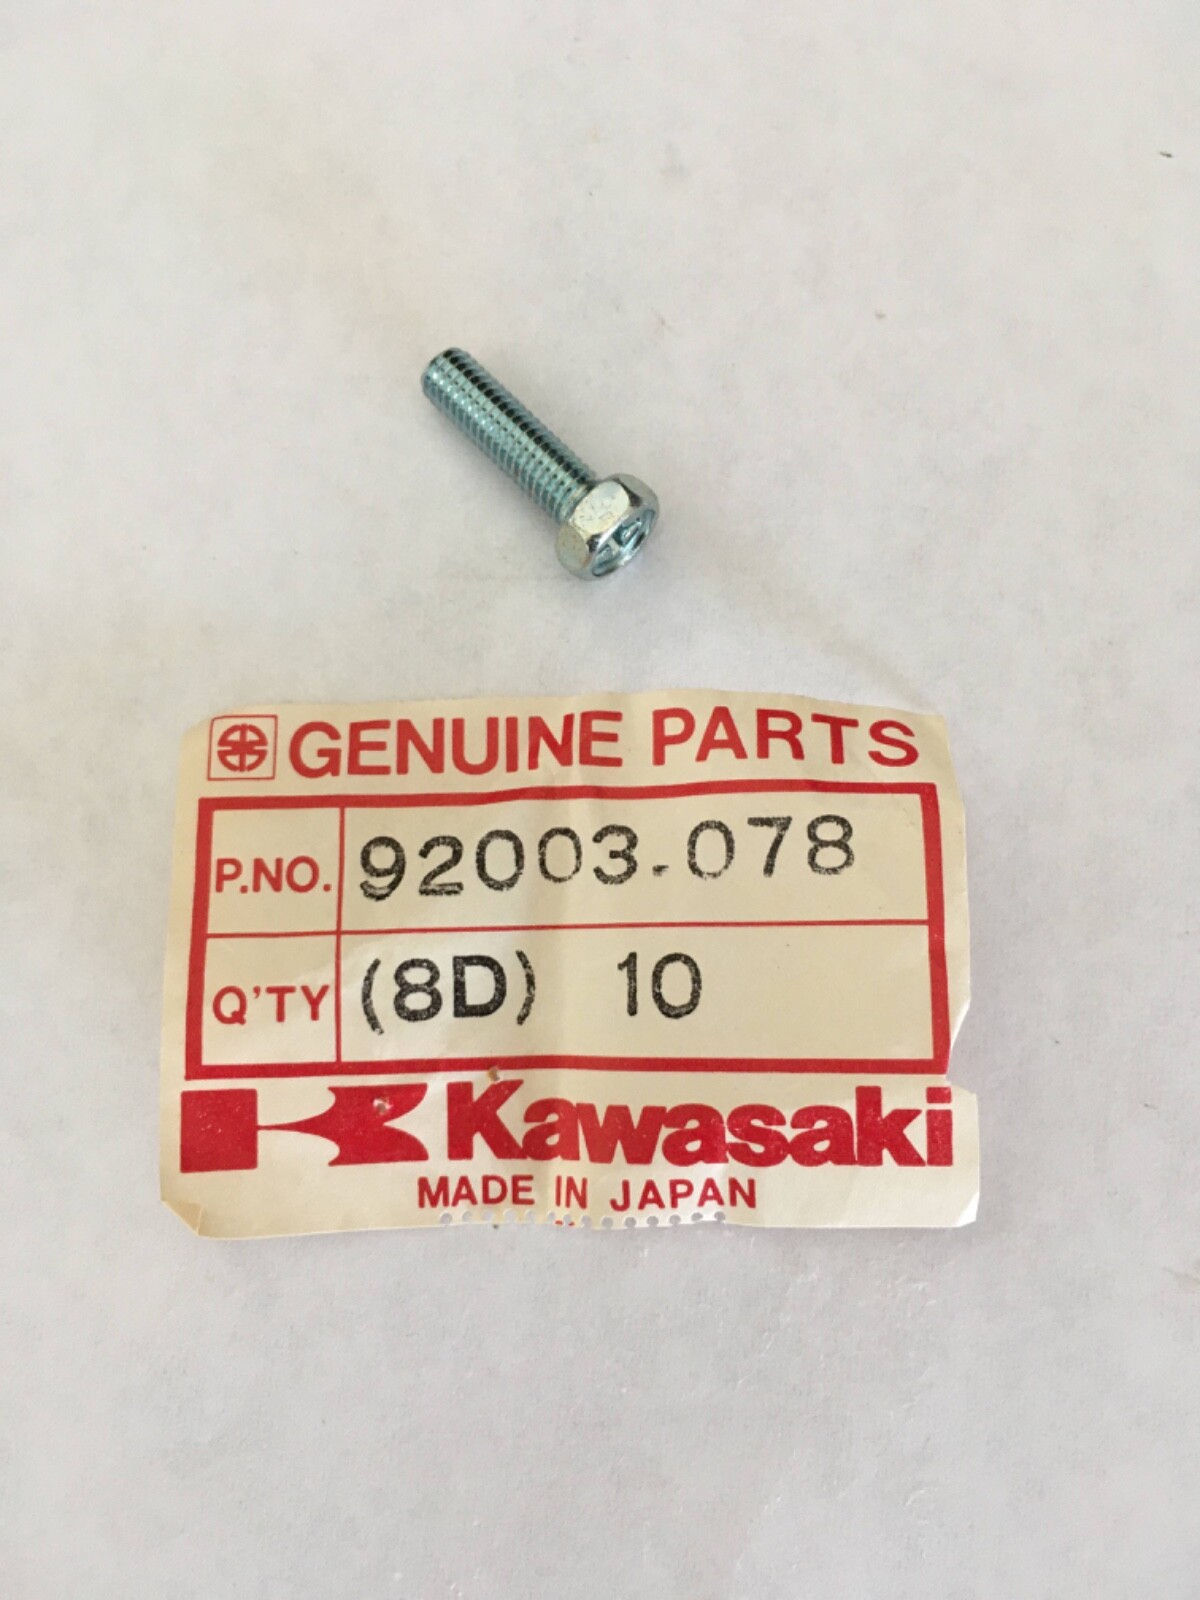 GENUINE PARTS
P.NO. 92003-078
Q'TY (8D) 10
Kawasaki
MADE IN JAPAN